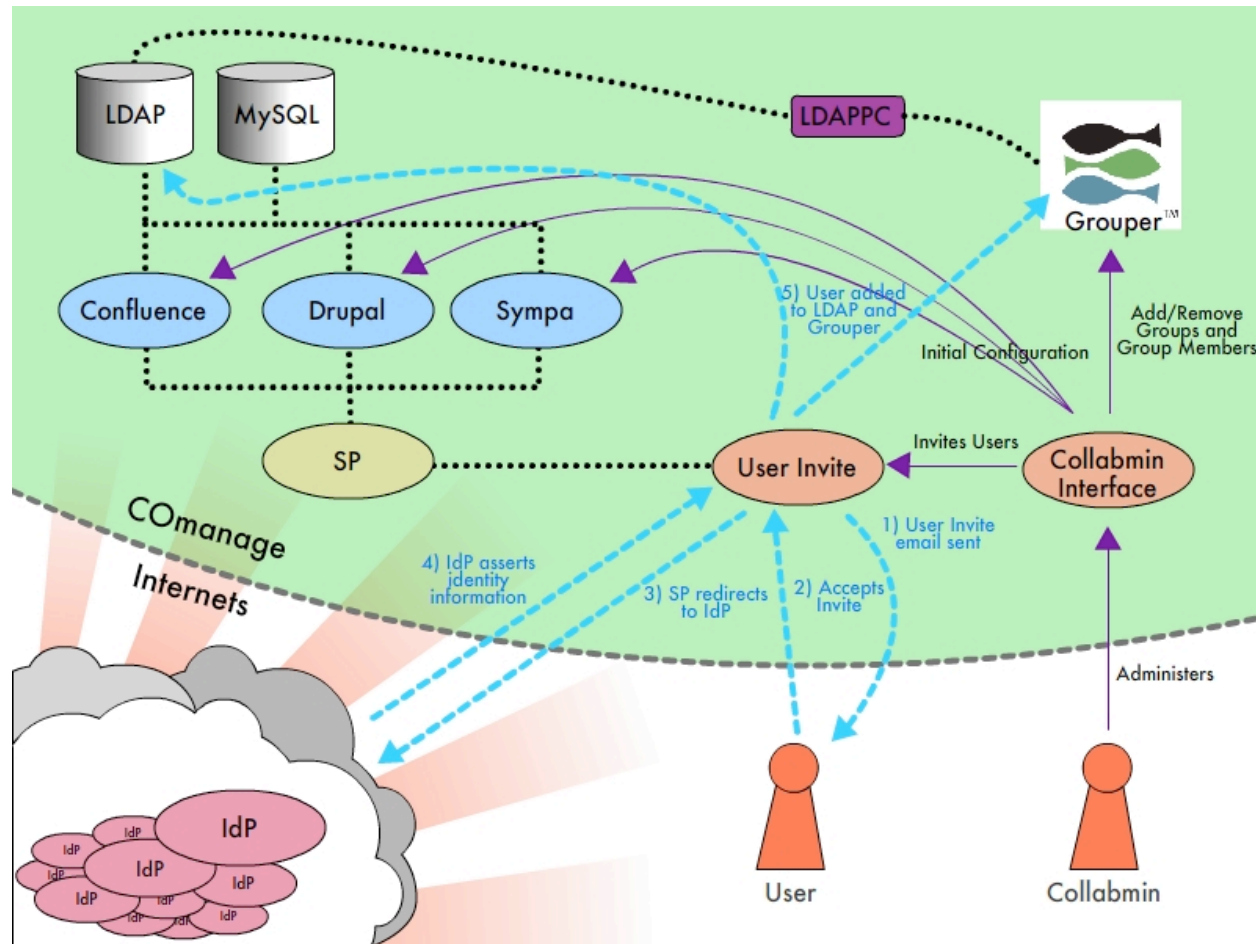 LDAP
MySQL
LDAPPC
Grouper™
Confluence
Drupal
Sympa
5) User added
to LDAP and
Grouper
Initial Configuration
Add/Remove
Groups and
Group Members
SP
User Invite
Invites Users
Collabmin
Interface
COmanage
Internets
4) IdP asserts
identity
information
3) SP redirects
to IdP
2) Accepts
Invite
1) User Invite
email sent
Administers
IdP
IdP
IdP
IdP
IdP
IdP
IdP
IdP
IdP
IdP
IdP
User
Collabmin